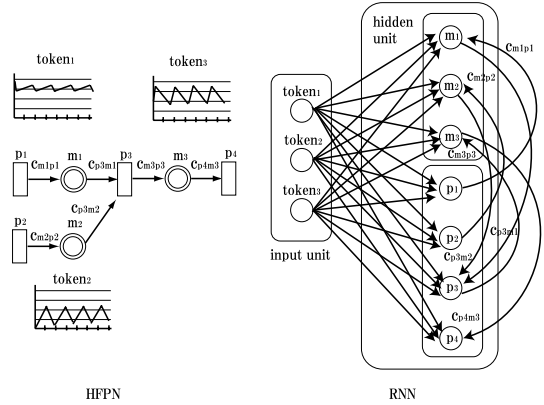 token1
token3
p1
cm1p1
m1
cp3m1
p3
cm3p3
m3
cp4m3
p4
p2
cm2p2
m2
cp3m2
token2
HFPN
hidden
unit
m1
cm1p1
token1
m2
cm2p2
token2
m3
cm3p3
token3
p1
input unit
p2
cp3m1
cp3m2
p3
cp4m3
p4
RNN